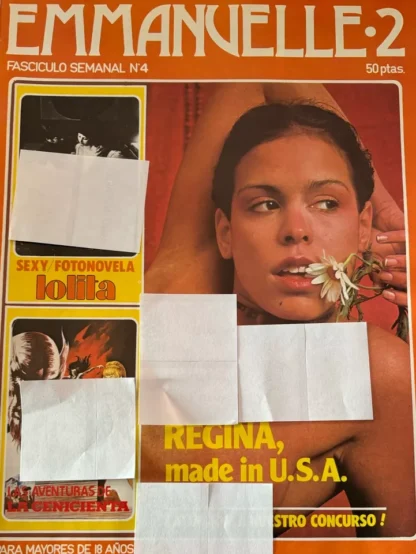 EMMANUELLE·2
FASCICULO SEMANAL Nº4
50 ptas.
SEXY/FOTONOVELA
lolita
LAS AVENTURAS DE
LA CENICIENTA
REGINA,
made in U.S.A.
NUESTRO CONCURSO!
PARA MAYORES DE 18 AÑOS